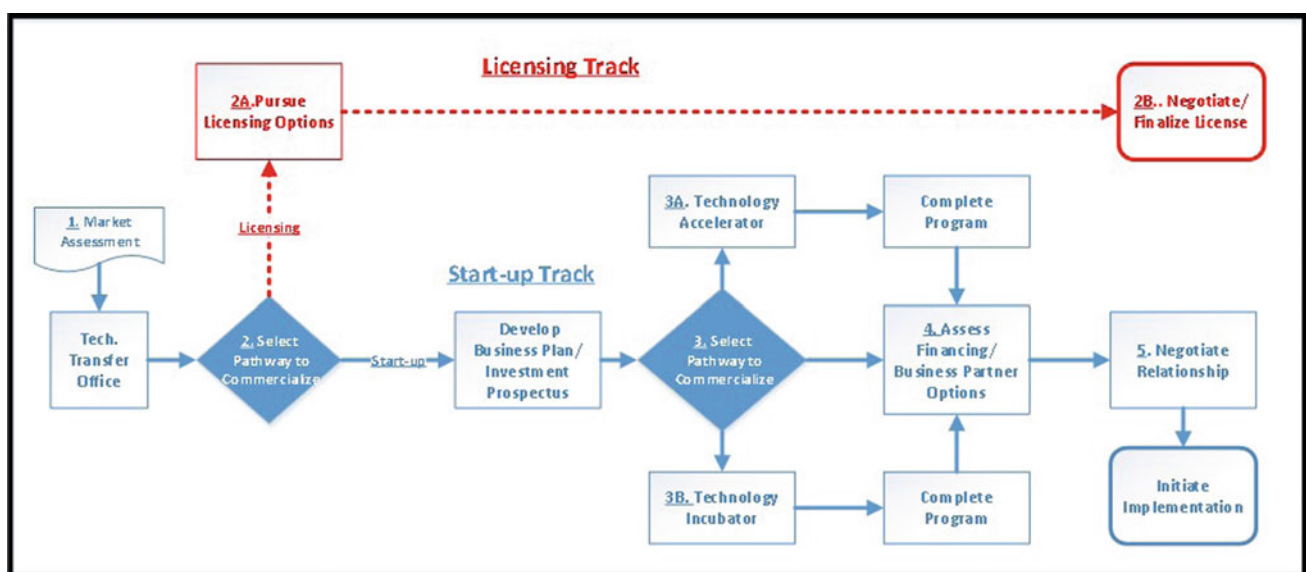 Licensing Track
2A.Pursue
Licensing Options
2B.. Negotiate/
Finalize License
Licensing
1. Market
Assessment
3A. Technology
Accelerator
Complete
Program
Start-up Track
Tech.
Transfer
Office
2. Select
Pathway to
Commercialize
Start-up
Develop
Business Plan/
Investment
Prospectus
3. Select
Pathway to
Commercialize
4. Assess
Financing/
Business Partner
Options
5. Negotiate
Relationship
3B. Technology
Incubator
Complete
Program
Initiate
Implementation